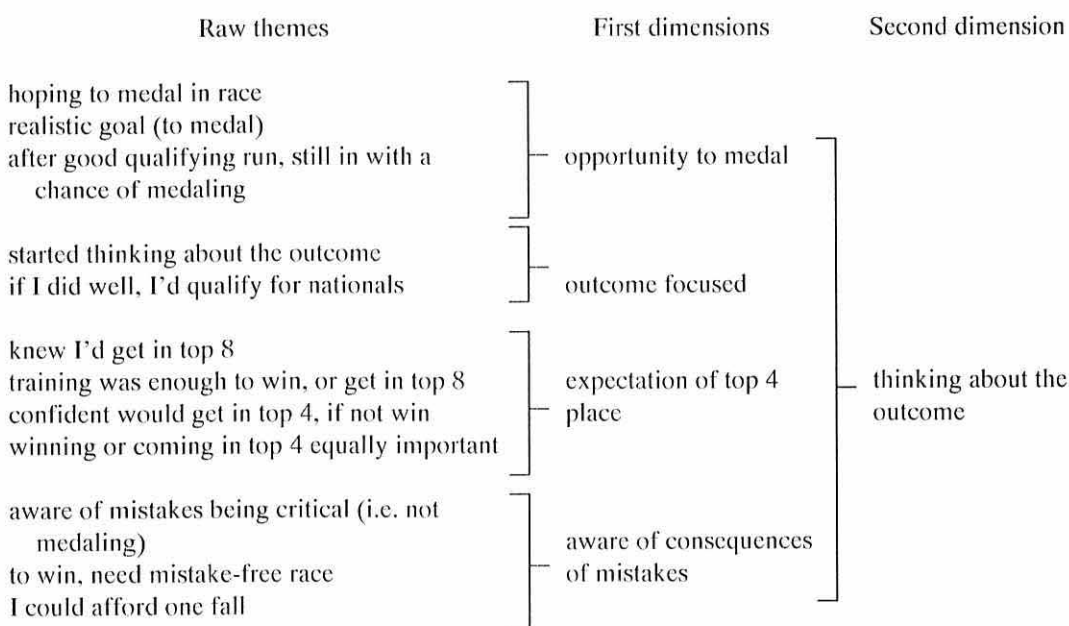 Raw themes First dimensions Second dimension
hoping to medal in race
realistic goal (to medal)
after good qualifying run, still in with a
chance of medaling
opportunity to medal
started thinking about the outcome
if I did well, I'd qualify for nationals
outcome focused
knew I'd get in top 8
training was enough to win, or get in top 8
confident would get in top 4, if not win
winning or coming in top 4 equally important
expectation of top 4
place
aware of mistakes being critical (i.e. not
medaling)
to win, need mistake-free race
I could afford one fall
aware of consequences
of mistakes
thinking about the
outcome